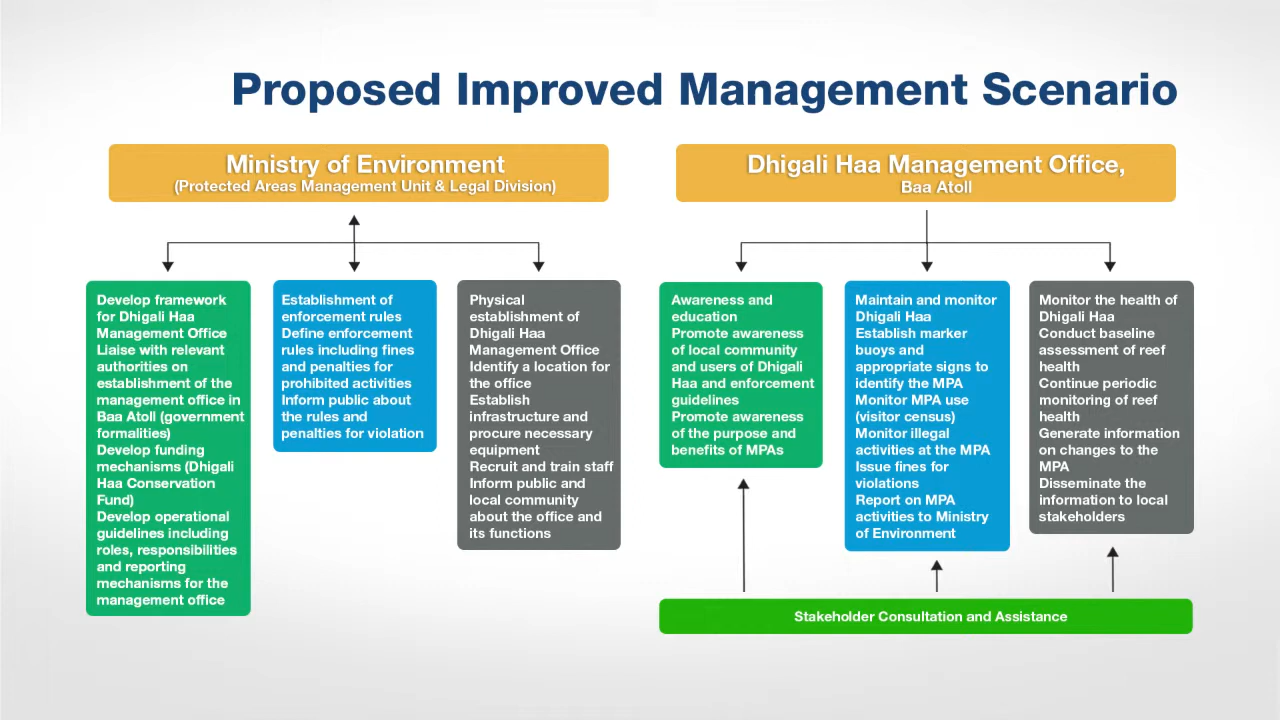 Proposed Improved Management Scenario
Ministry of Environment
(Protected Areas Management Unit & Legal Division)
Dhigali Haa Management Office,
Baa Atoll
Develop framework
for Dhigali Haa
Management Office
Liaise with relevant
authorities on
establishment of the
management office in
Baa Atoll (government
formalities)
Develop funding
mechanisms (Dhigali
Haa Conservation
Fund)
Develop operational
guidelines including
roles, responsibilities
and reporting
mechanisms for the
management office
Establishment of
enforcement rules
Define enforcement
rules including fines
and penalties for
prohibited activities
Inform public about
the rules and
penalties for violation
Physical
establishment of
Dhigali Haa
Management Office
Identify a location for
the office
Establish
infrastructure and
procure necessary
equipment
Recruit and train staff
Inform public and
local community
about the office and
its functions
Awareness and
education
Promote awareness
of local community
and users of Dhigali
Haa and enforcement
guidelines
Promote awareness
of the purpose and
benefits of MPAs
Maintain and monitor
Dhigali Haa
Establish marker
buoys and
appropriate signs to
identify the MPA
Monitor MPA use
(visitor census)
Monitor illegal
activities at the MPA
Issue fines for
violations
Report on MPA
activities to Ministry
of Environment
Monitor the health of
Dhigali Haa
Conduct baseline
assessment of reef
health
Continue periodic
monitoring of reef
health
Generate information
on changes to the
MPA
Disseminate the
information to local
stakeholders
Stakeholder Consultation and Assistance